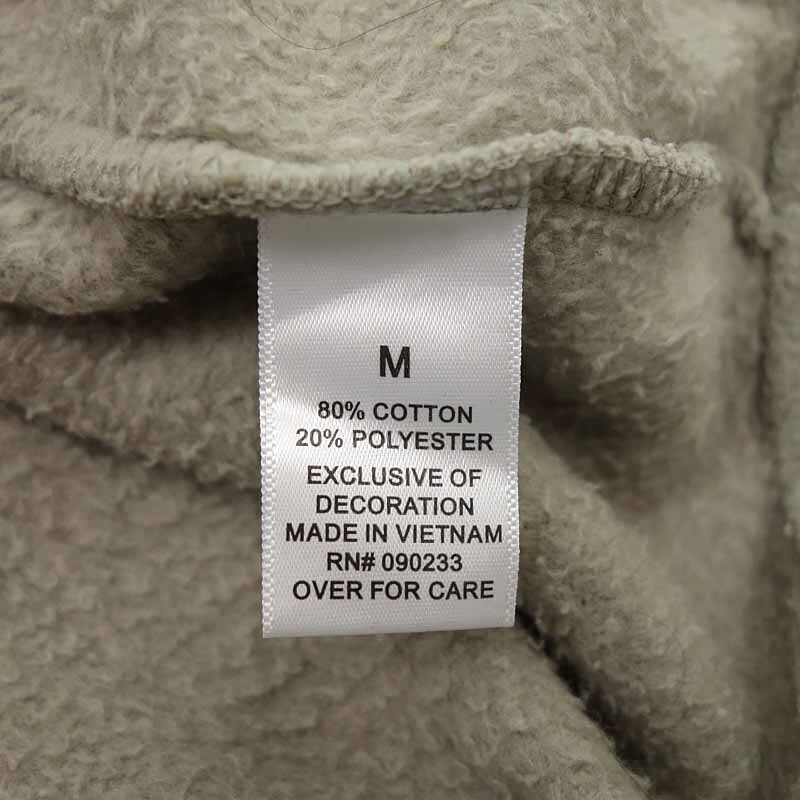 M
80% COTTON
20% POLYESTER
EXCLUSIVE OF
DECORATION
MADE IN VIETNAM
RN# 090233
OVER FOR CARE